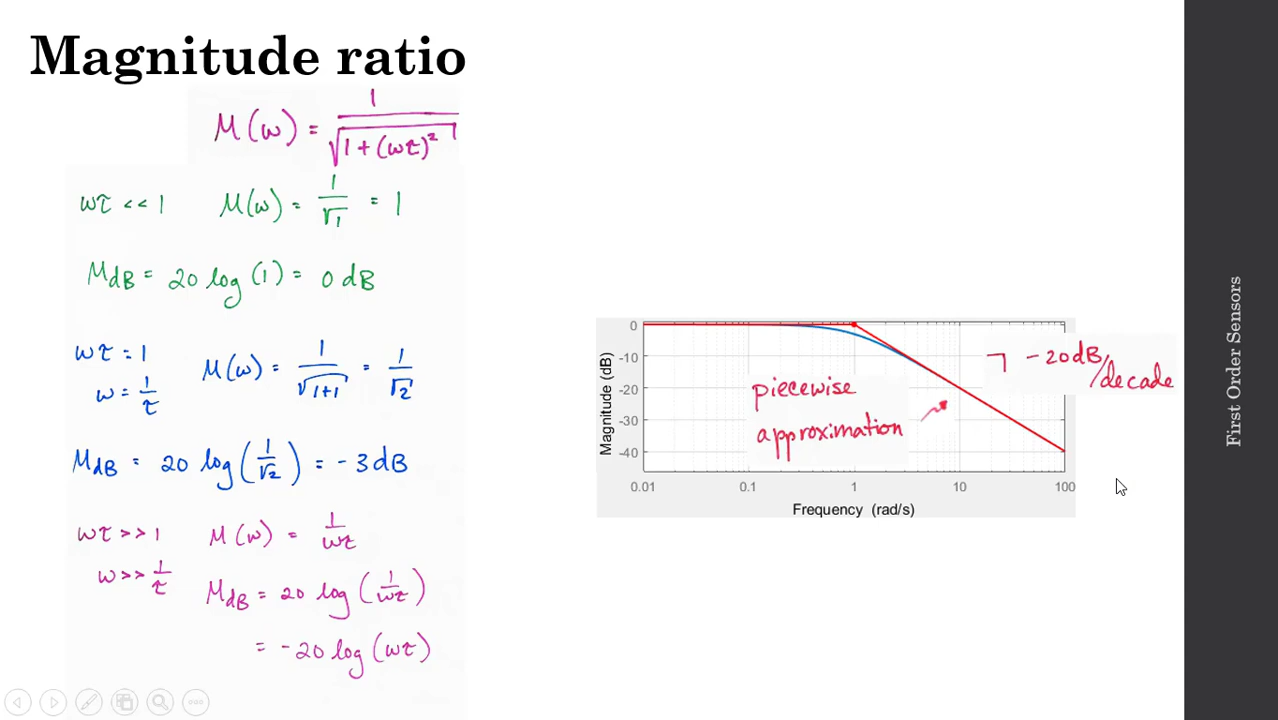 Magnitude ratio
M(ω) = 1/√(1 + (ωτ)²)
ωτ << 1 M(ω) = 1/√1 = 1
MdB = 20 log (1) = 0 dB
ωτ = 1 M(ω) = 1/√(1+1) = 1/√2
ω = 1/τ
MdB = 20 log (1/√2) = -3 dB
ωτ >> 1 M(ω) = 1/ωτ
ω >> 1/τ MdB = 20 log (1/ωτ)
= -20 log (ωτ)
0
-10
-20
-30
-40
Magnitude (dB)
0.01 0.1 1 10 100
Frequency (rad/s)
piecewise
approximation
-20 dB/decade
First Order Sensors